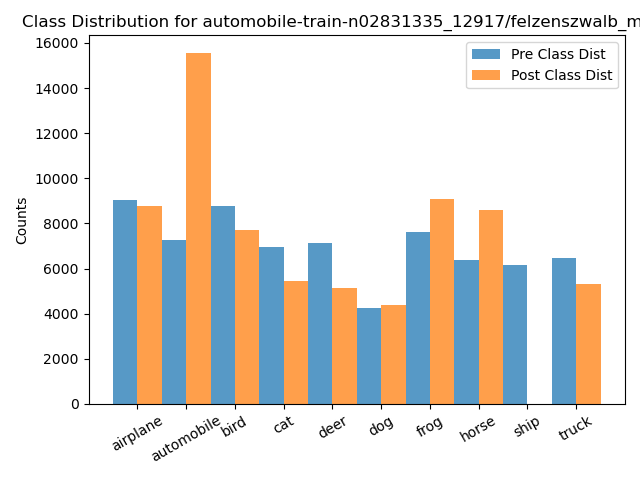 Class Distribution for automobile-train-n02831335_12917/felzenszwalb_m
Pre Class Dist
Post Class Dist
16000
14000
12000
10000
8000
6000
4000
2000
0
Counts
airplane
automobile
bird
cat
deer
dog
frog
horse
ship
truck